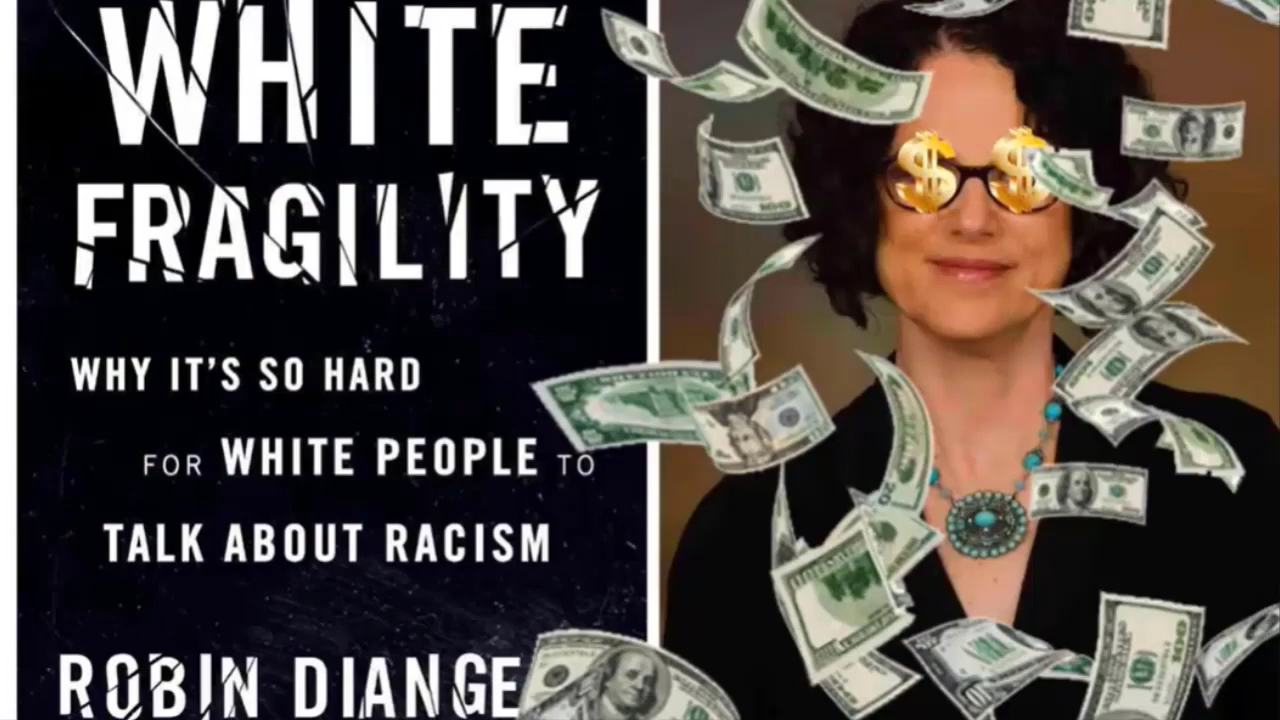 WHITE
FRAGILITY
WHY IT'S SO HARD
FOR WHITE PEOPLE TO
TALK ABOUT RACISM
ROBIN DIANGE
$ $